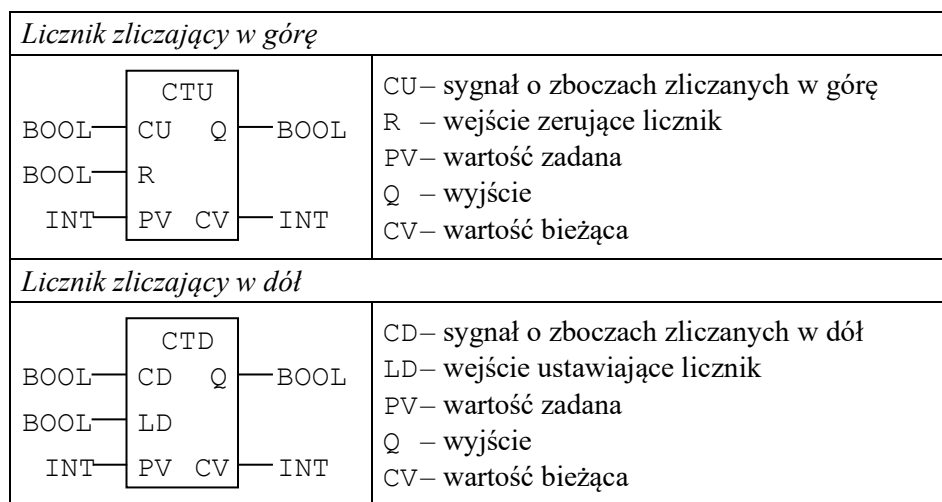 Licznik zliczający w górę
CTU
BOOL CU Q BOOL
BOOL R
INT PV CV INT
CU – sygnał o zboczach zliczanych w górę
R – wejście zerujące licznik
PV – wartość zadana
Q – wyjście
CV – wartość bieżąca
Licznik zliczający w dół
CTD
BOOL CD Q BOOL
BOOL LD
INT PV CV INT
CD – sygnał o zboczach zliczanych w dół
LD – wejście ustawiające licznik
PV – wartość zadana
Q – wyjście
CV – wartość bieżąca